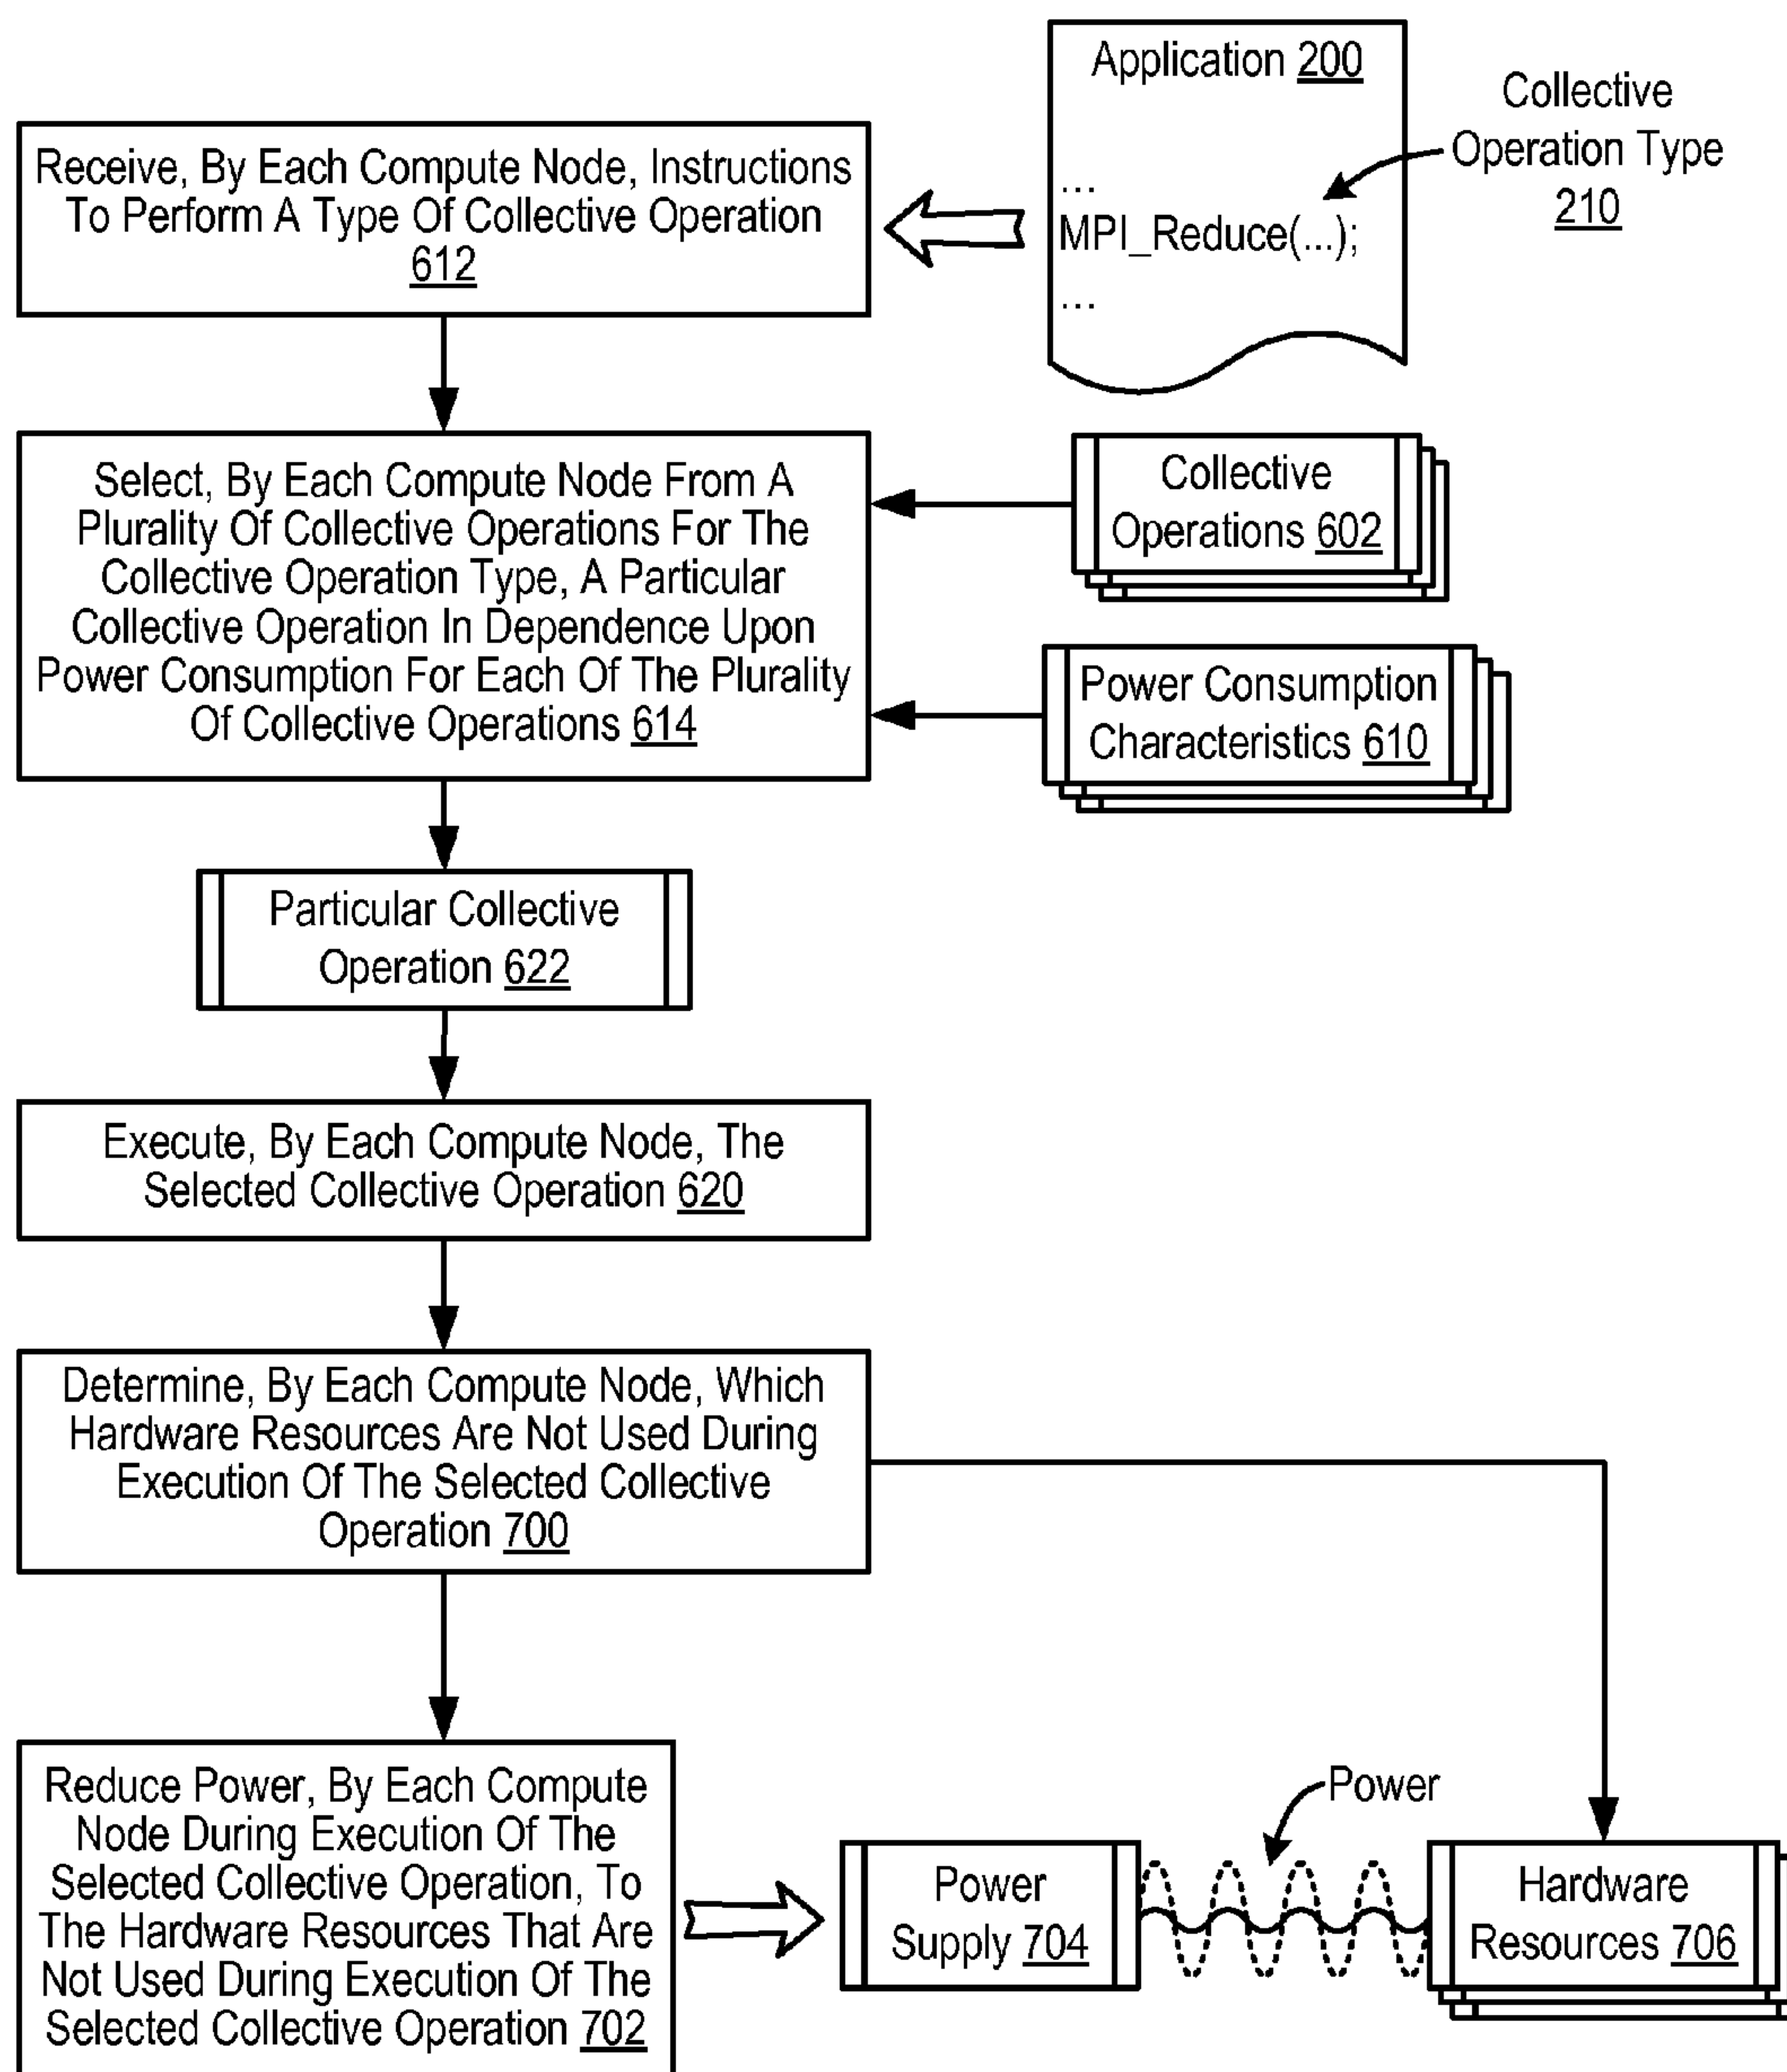 Application 200
...
MPI_Reduce(...);
...
Collective
Operation Type
210
Receive, By Each Compute Node, Instructions
To Perform A Type Of Collective Operation
612
Select, By Each Compute Node From A
Plurality Of Collective Operations For The
Collective Operation Type, A Particular
Collective Operation In Dependence Upon
Power Consumption For Each Of The Plurality
Of Collective Operations 614
Collective
Operations 602
Power Consumption
Characteristics 610
Particular Collective
Operation 622
Execute, By Each Compute Node, The
Selected Collective Operation 620
Determine, By Each Compute Node, Which
Hardware Resources Are Not Used During
Execution Of The Selected Collective
Operation 700
Reduce Power, By Each Compute
Node During Execution Of The
Selected Collective Operation, To
The Hardware Resources That Are
Not Used During Execution Of The
Selected Collective Operation 702
Power
Supply 704
Power
Hardware
Resources 706